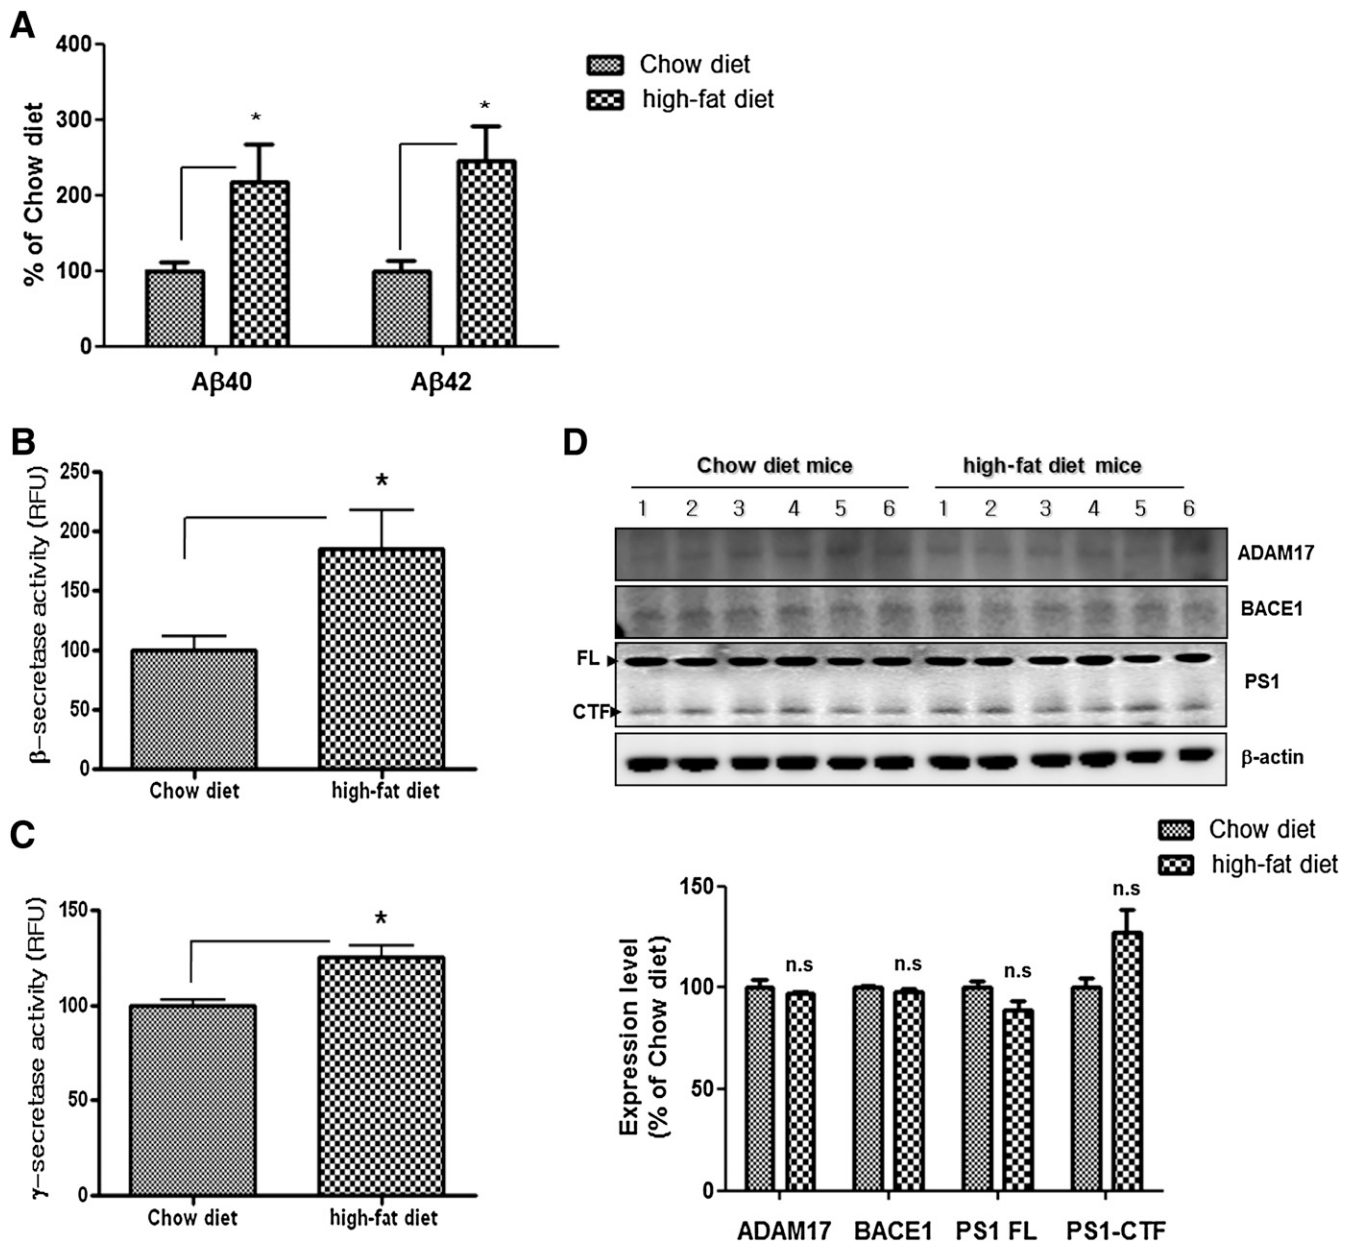 A
400
300
200
100
0
% of Chow diet
*
*
Aβ40 Aβ42
Chow diet
high-fat diet
B
250
200
150
100
50
0
β-secretase activity (RFU)
*
Chow diet high-fat diet
C
150
100
50
0
γ-secretase activity (RFU)
*
Chow diet high-fat diet
D
Chow diet mice high-fat diet mice
1 2 3 4 5 6 1 2 3 4 5 6
ADAM17
BACE1
FL
PS1
CTF
β-actin
Chow diet
high-fat diet
150
100
50
0
Expression level
(% of Chow diet)
n.s n.s n.s n.s
ADAM17 BACE1 PS1 FL PS1-CTF